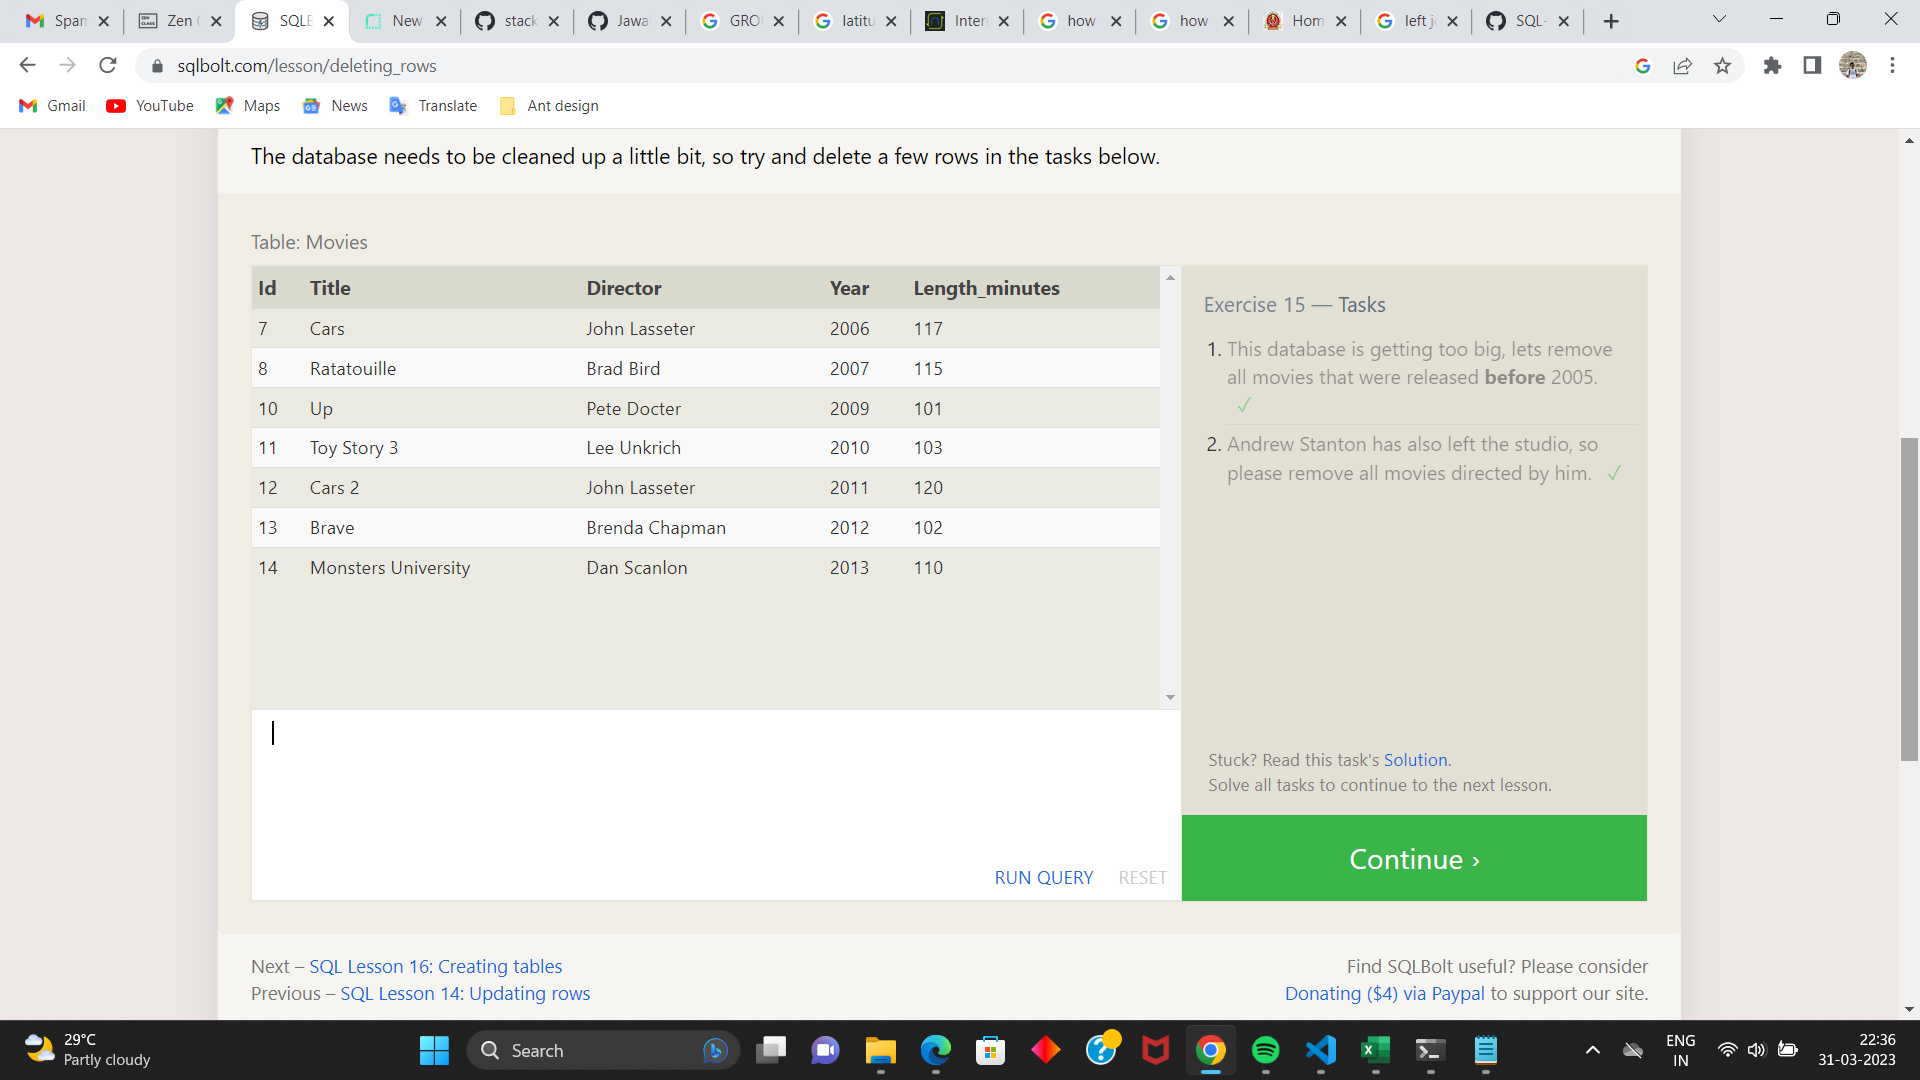 Span
Zen
SQLB
New
stack
Jawa
GRO
latitu
Inter
how
how
Hom
left j
SQL-
sqlbolt.com/lesson/deleting_rows
Gmail YouTube Maps News Translate Ant design
The database needs to be cleaned up a little bit, so try and delete a few rows in the tasks below.
Table: Movies
Id Title Director Year Length_minutes
7 Cars John Lasseter 2006 117
8 Ratatouille Brad Bird 2007 115
10 Up Pete Docter 2009 101
11 Toy Story 3 Lee Unkrich 2010 103
12 Cars 2 John Lasseter 2011 120
13 Brave Brenda Chapman 2012 102
14 Monsters University Dan Scanlon 2013 110
RUN QUERY RESET
Exercise 15 — Tasks
1. This database is getting too big, lets remove
all movies that were released before 2005.
✓
2. Andrew Stanton has also left the studio, so
please remove all movies directed by him. ✓
Stuck? Read this task's Solution.
Solve all tasks to continue to the next lesson.
Continue ›
Next – SQL Lesson 16: Creating tables
Previous – SQL Lesson 14: Updating rows
Find SQLBolt useful? Please consider
Donating ($4) via Paypal to support our site.
29°C
Partly cloudy
Search
ENG
IN
22:36
31-03-2023